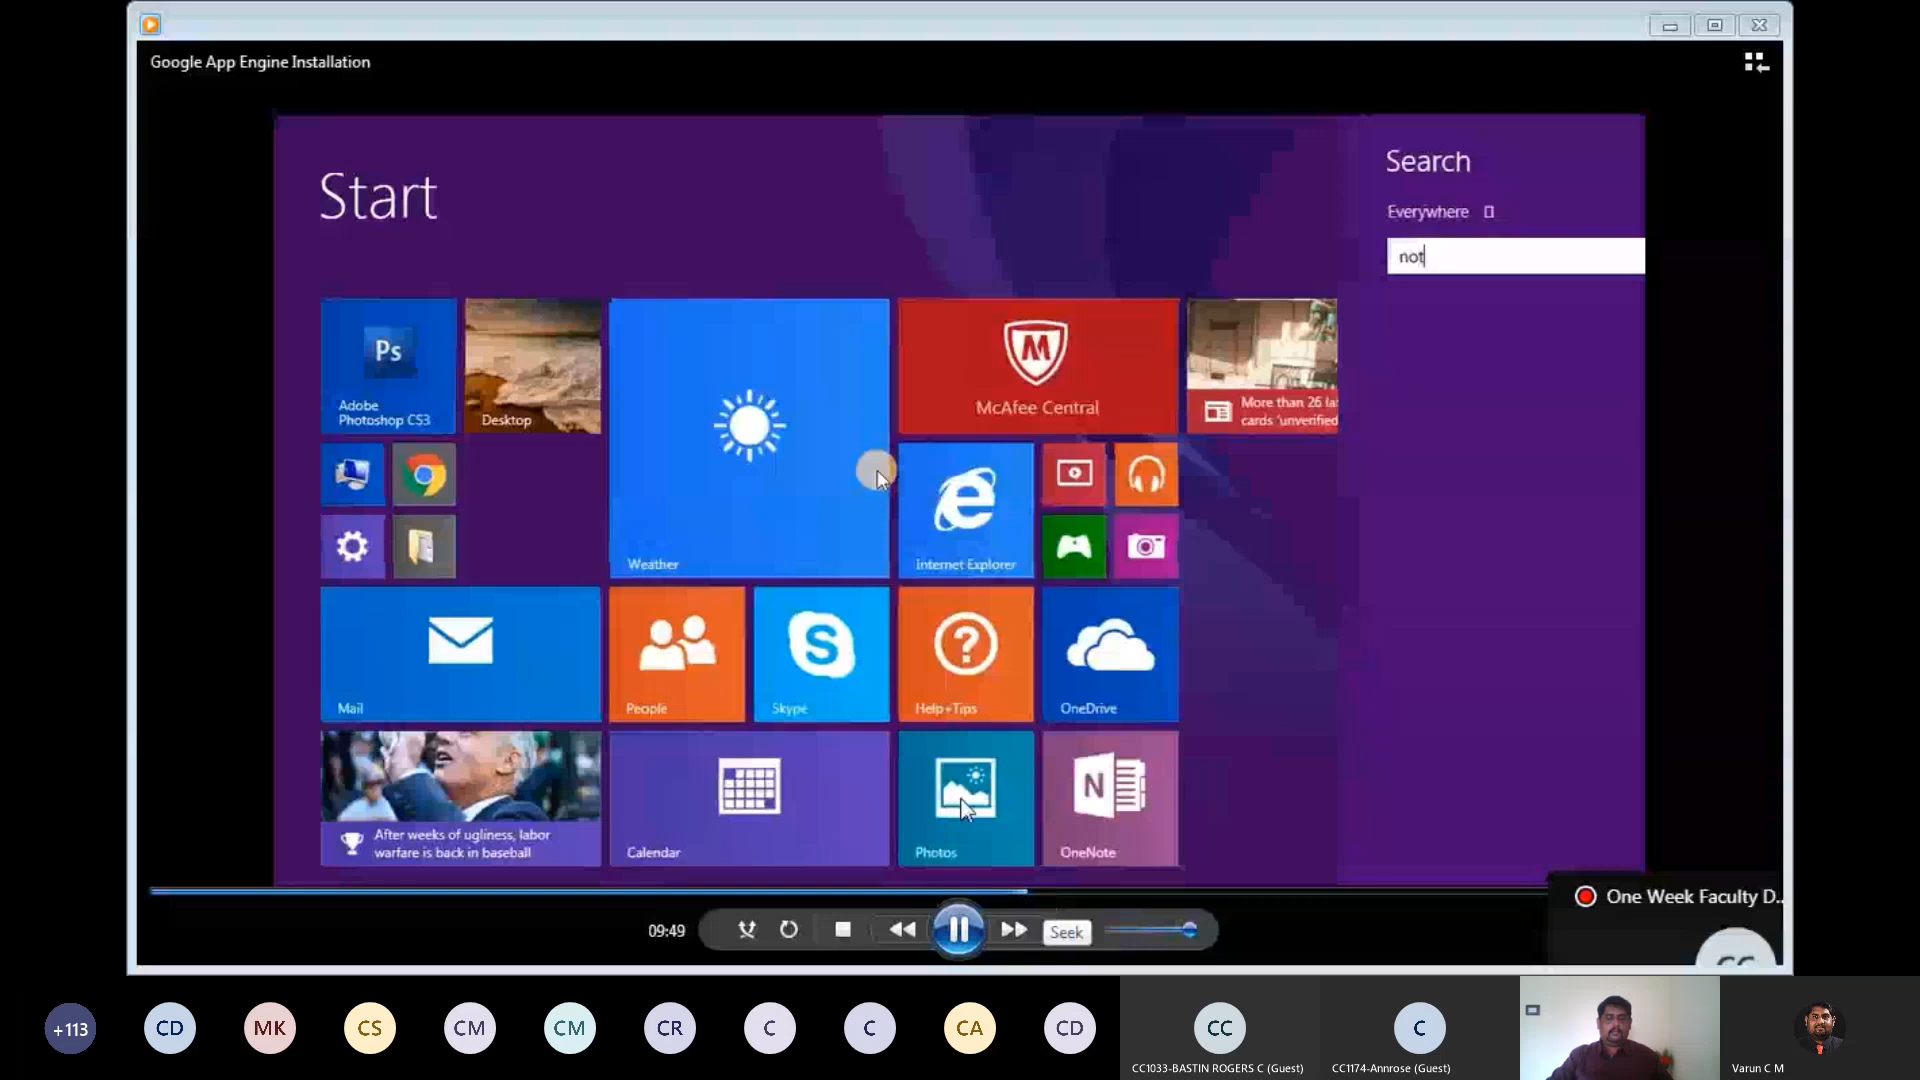 Google App Engine Installation
Start
Search
Everywhere
not
Ps
Adobe
Photoshop CS3
Desktop
Weather
McAfee Central
More than 26 la
cards 'unverified
Internet Explorer
Mail
People
Skype
Help+Tips
OneDrive
After weeks of ugliness, labor
warfare is back in baseball
Calendar
Photos
OneNote
09:49
Seek
One Week Faculty D...
CC
+113
CD
MK
CS
CM
CM
CR
C
C
CA
CD
CC
CC1033-BASTIN ROGERS C (Guest)
C
CC1174-Annrose (Guest)
Varun C M